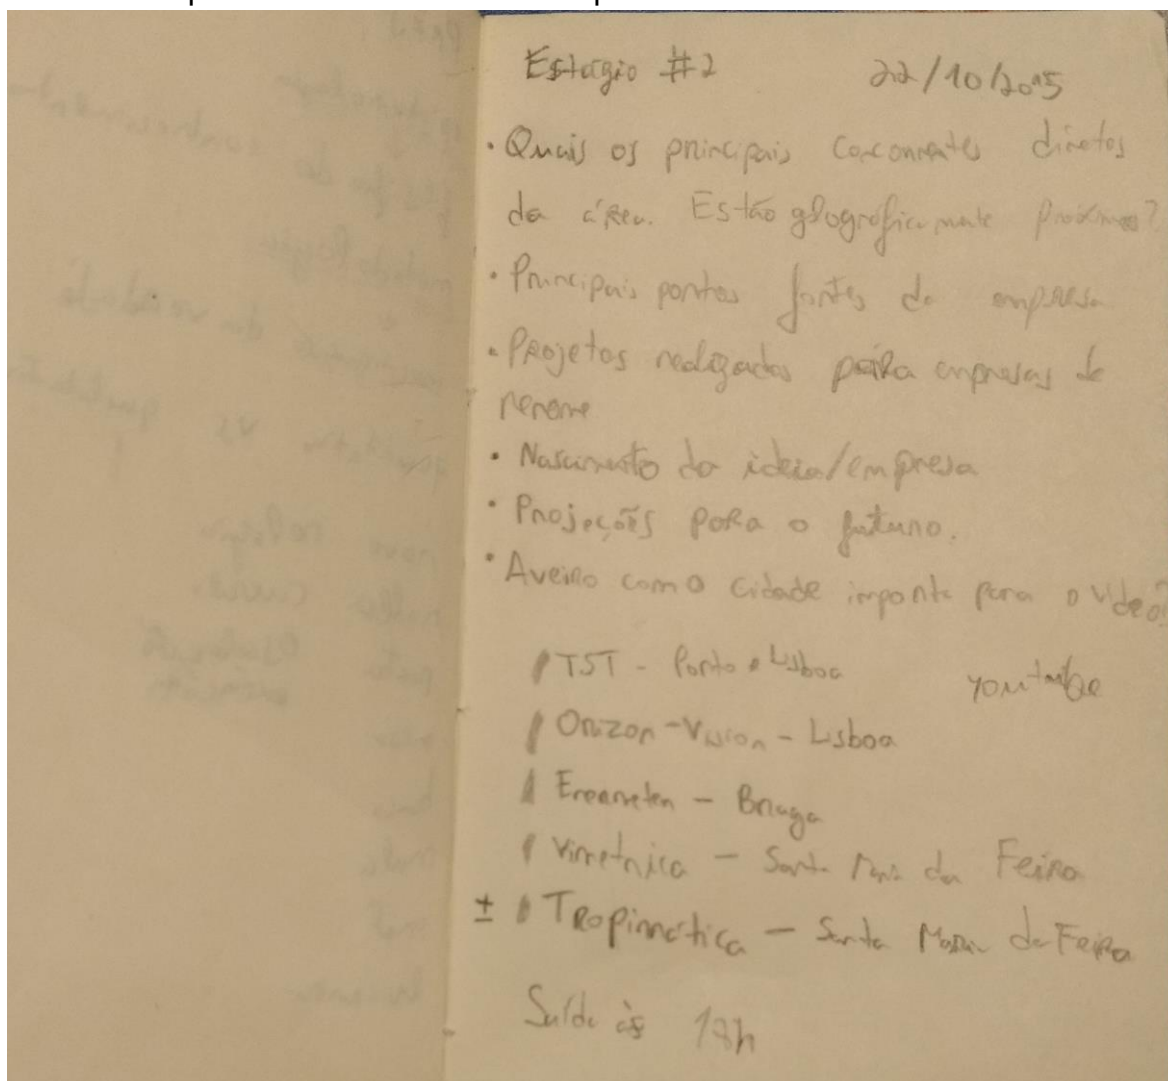 Estágio #2 22/10/2015
· Quais os principais concorrentes diretos
da área. Estão geograficamente próximos?
· Principais pontos fortes da empresa
· Projetos realizados para empresas de
renome
· Nascimento da ideia/empresa
· Projeções para o futuro.
· Aveiro como cidade importante para o vídeo?
TST - Porto e Lisboa youtube
Orizon-Vision - Lisboa
- Braga
Vimetrica - Santa Maria da Feira
± Tropimática - Santa Maria da Feira
Saída às